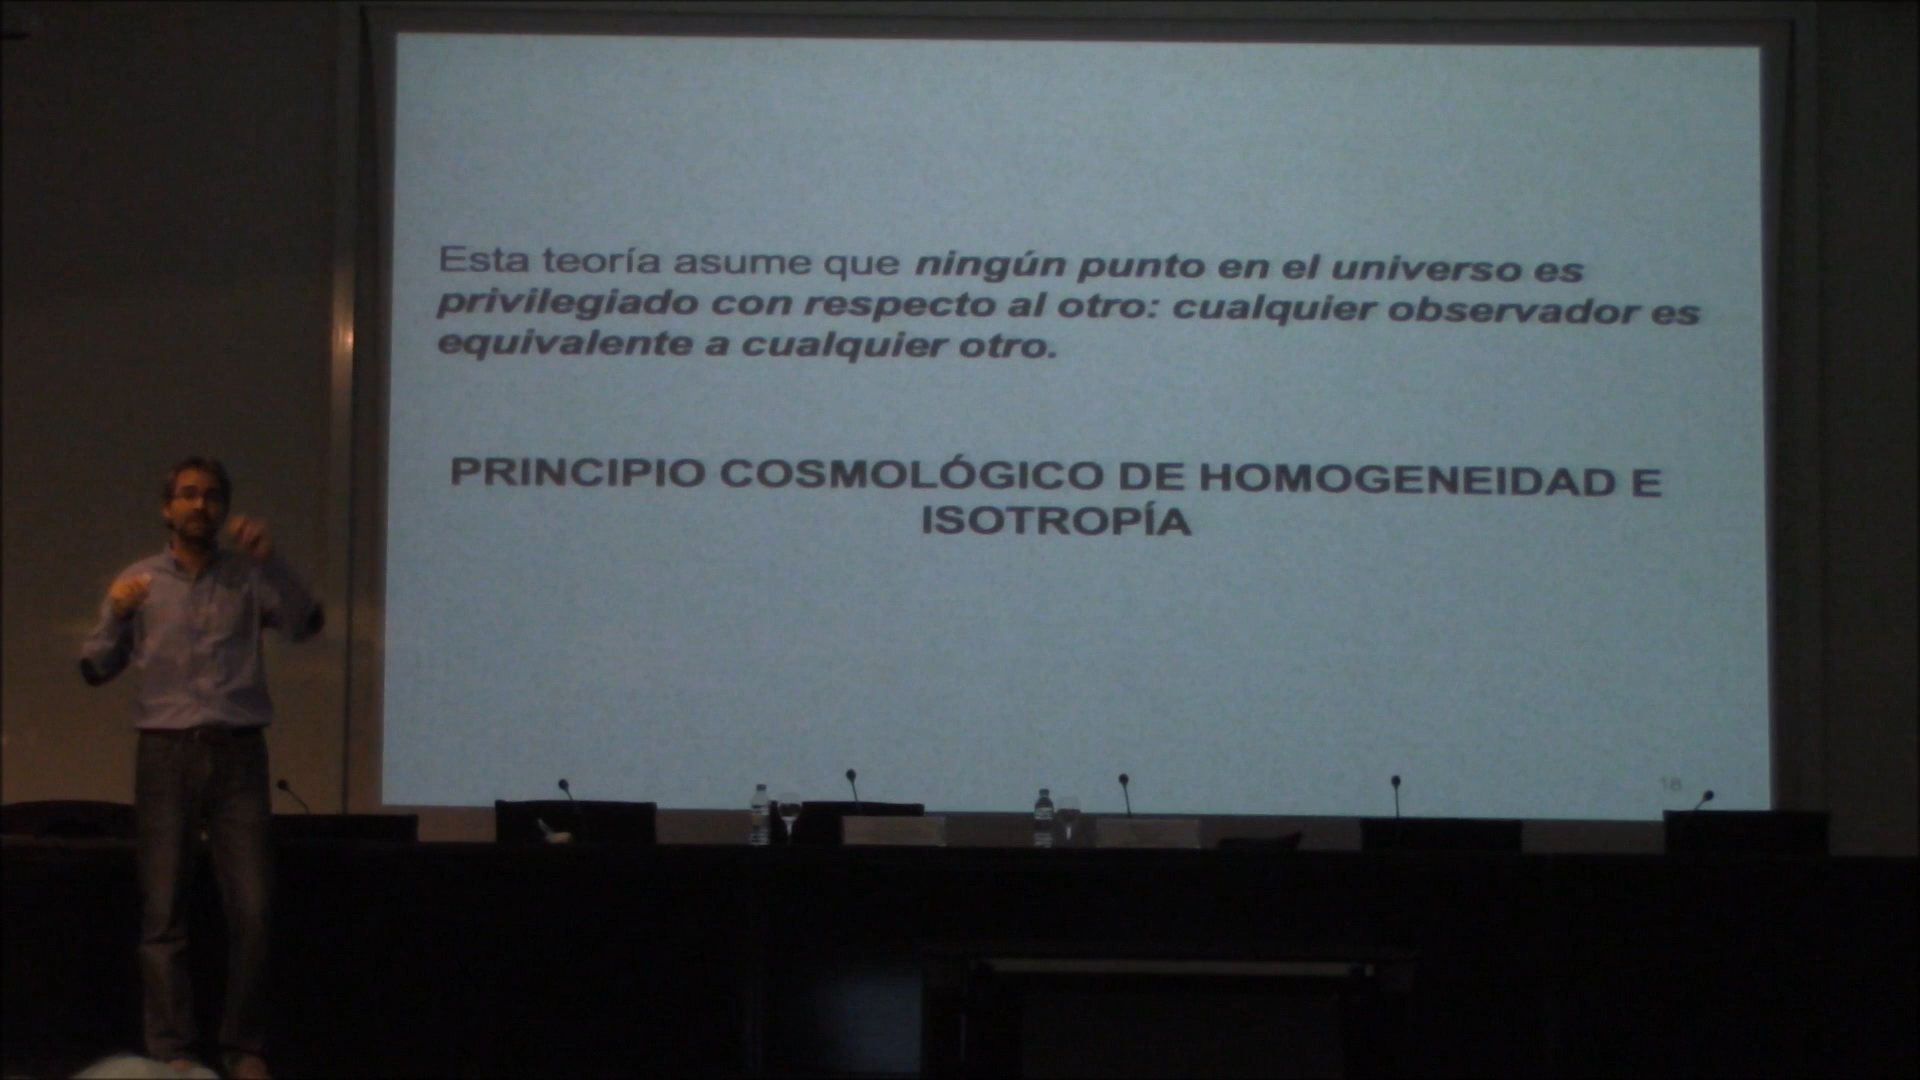 Esta teoría asume que ningún punto en el universo es
privilegiado con respecto al otro: cualquier observador es
equivalente a cualquier otro.
PRINCIPIO COSMOLÓGICO DE HOMOGENEIDAD E
ISOTROPÍA